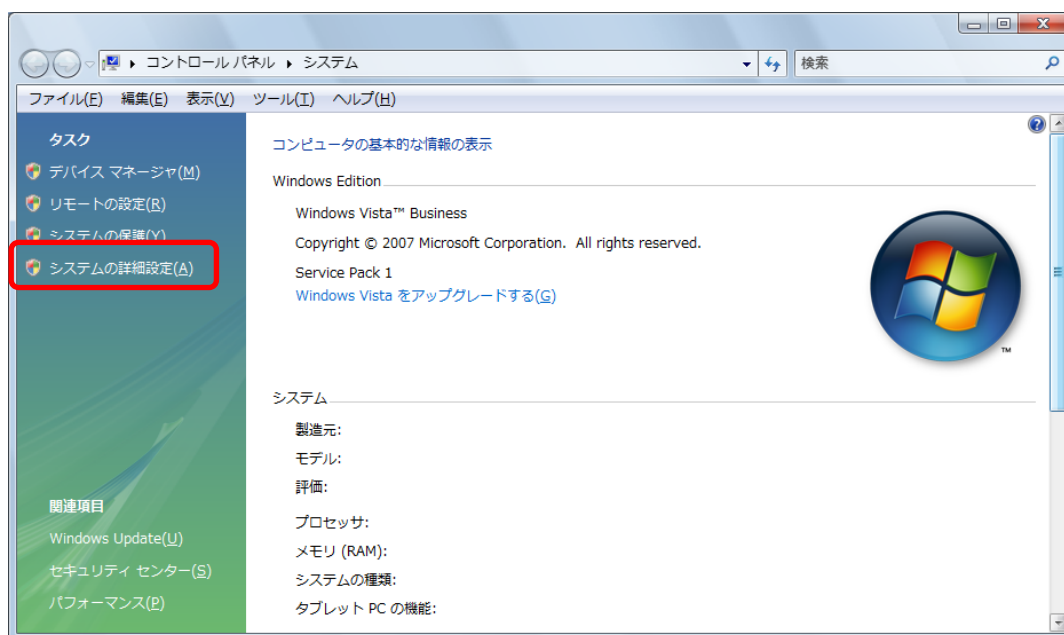 コントロール パネル システム
検索
ファイル(F) 編集(E) 表示(V) ツール(T) ヘルプ(H)
タスク
デバイス マネージャ(M)
リモートの設定(R)
システムの保護(Y)
システムの詳細設定(A)
関連項目
Windows Update(U)
セキュリティ センター(S)
パフォーマンス(P)
コンピュータの基本的な情報の表示
Windows Edition
Windows Vista™ Business
Copyright © 2007 Microsoft Corporation. All rights reserved.
Service Pack 1
Windows Vista をアップグレードする(G)
TM
システム
製造元:
モデル:
評価:
プロセッサ:
メモリ (RAM):
システムの種類:
タブレット PC の機能: